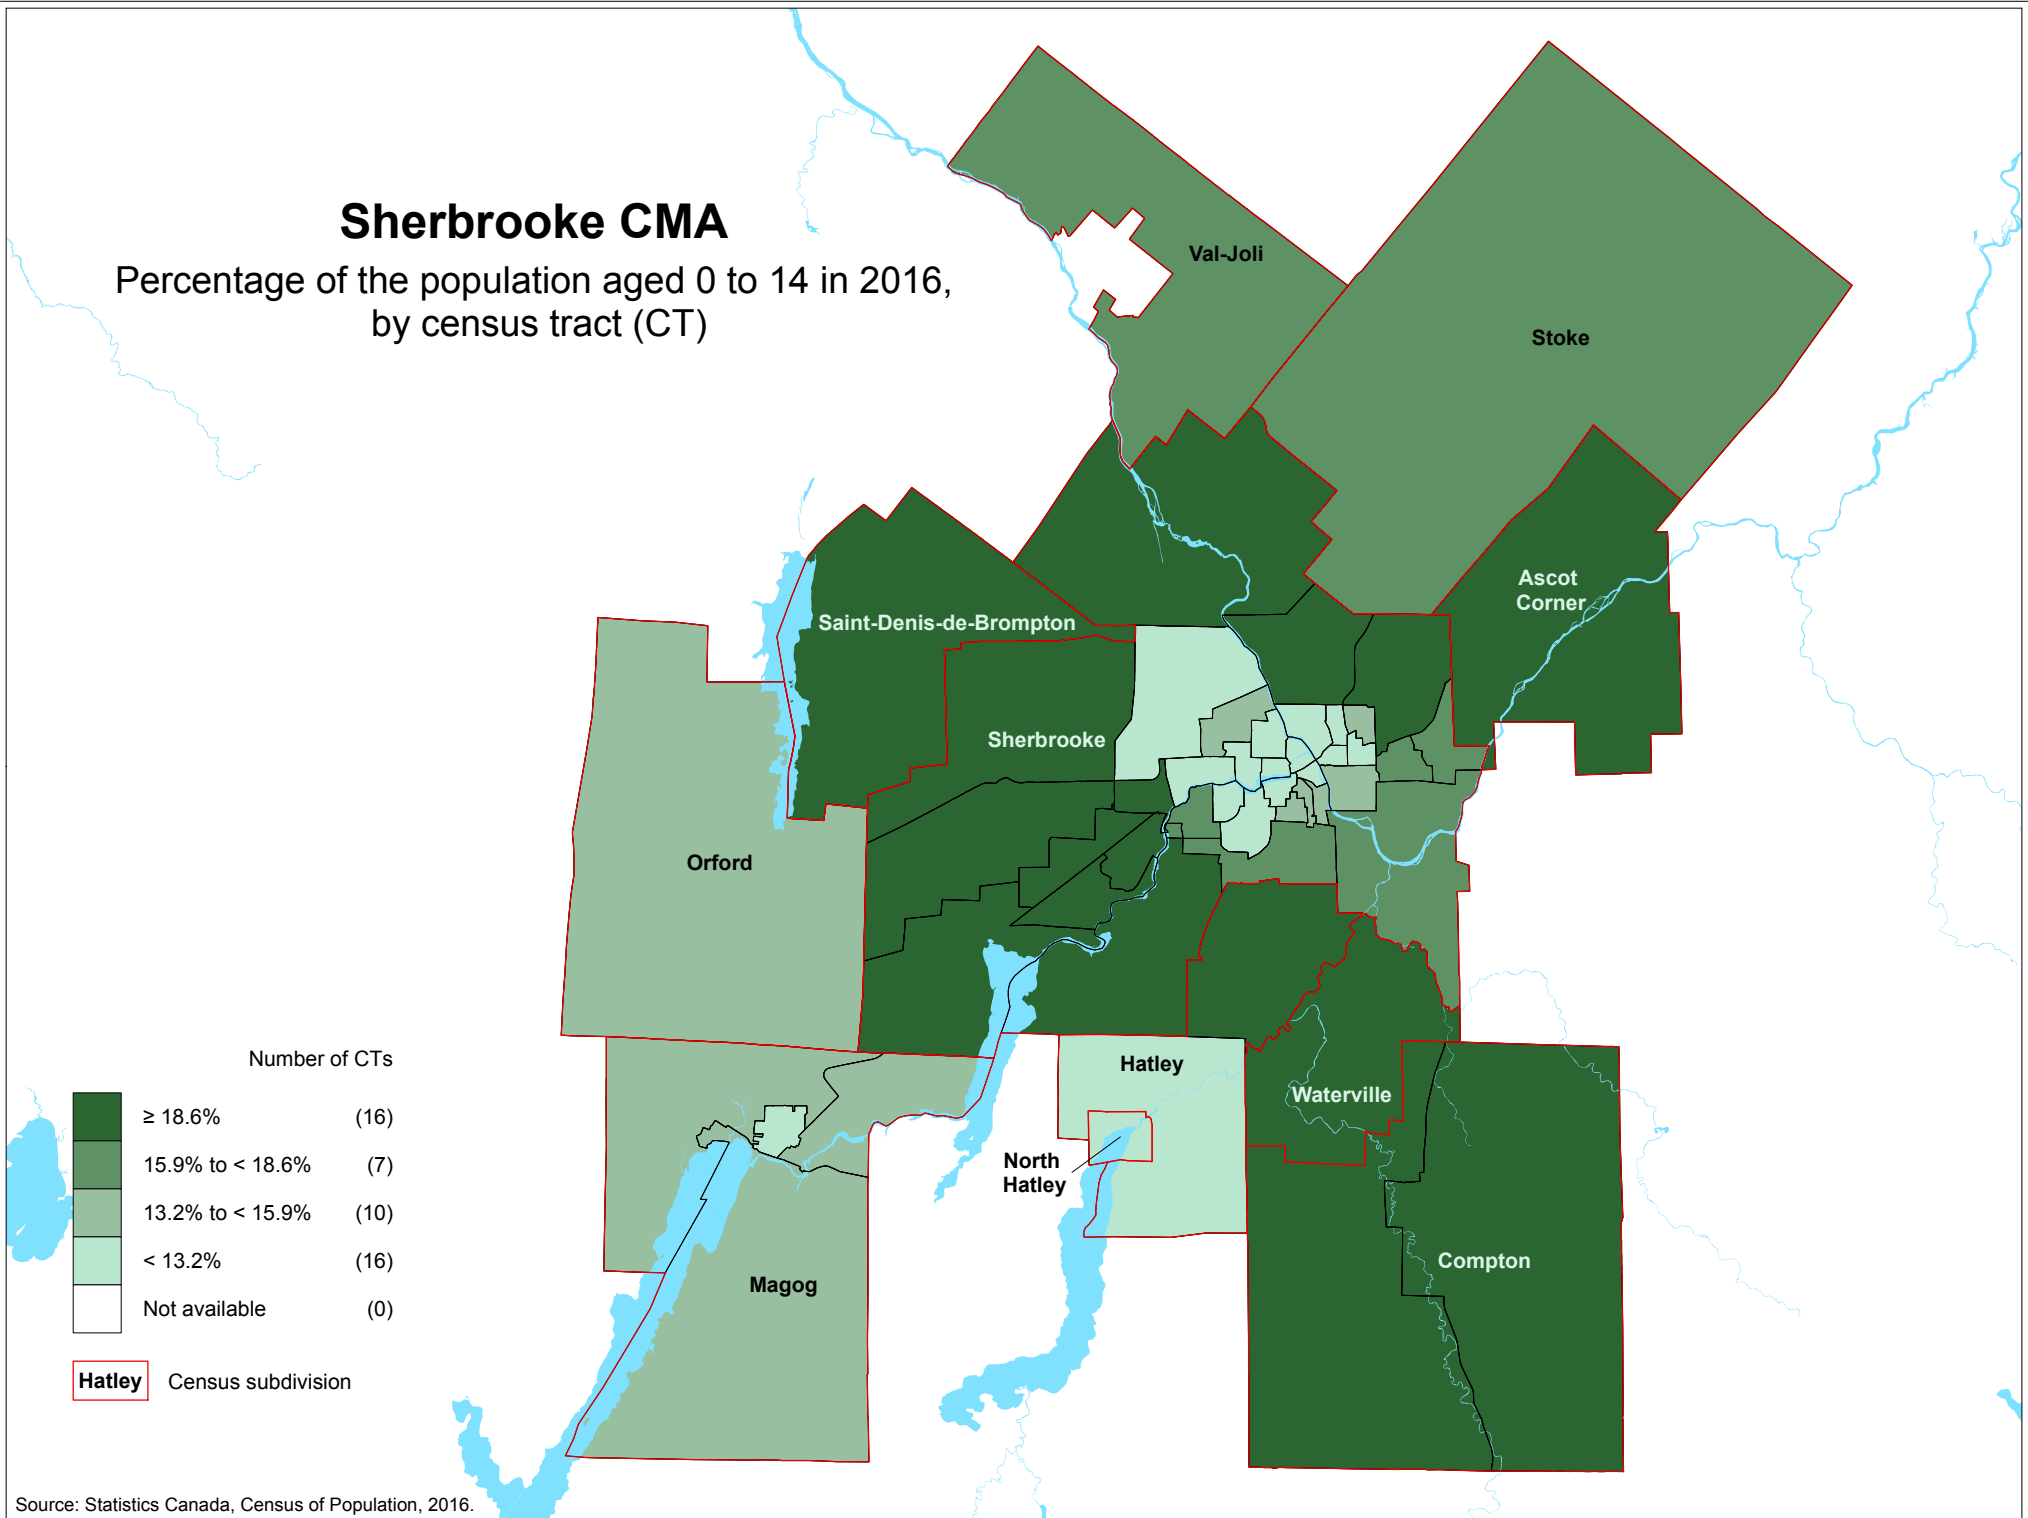 Sherbrooke CMA
Percentage of the population aged 0 to 14 in 2016,
by census tract (CT)
Val-Joli
Stoke
Ascot
Corner
Saint-Denis-de-Brompton
Sherbrooke
Orford
Hatley
Waterville
North
Hatley
Compton
Magog
Number of CTs
≥ 18.6% (16)
15.9% to < 18.6% (7)
13.2% to < 15.9% (10)
< 13.2% (16)
Not available (0)
Hatley Census subdivision
Source: Statistics Canada, Census of Population, 2016.